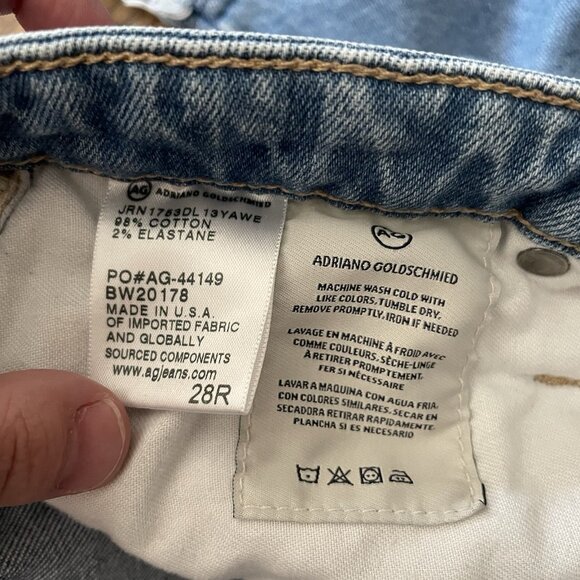 AG ADRIANO GOLDSCHMIED
JRN1753DL 13YAWE
98% COTTON
2% ELASTANE
PO#AG-44149
BW20178
MADE IN U.S.A.
OF IMPORTED FABRIC
AND GLOBALLY
SOURCED COMPONENTS
www.agjeans.com
28R
AG
ADRIANO GOLDSCHMIED
MACHINE WASH COLD WITH
LIKE COLORS. TUMBLE DRY.
REMOVE PROMPTLY, IRON IF NEEDED
LAVAGE EN MACHINE À FROID AVEC
COMME COULEURS. SÈCHE-LINGE
À RETIRER PROMPTEMENT.
FER SI NÉCESSAIRE
LAVAR A MAQUINA CON AGUA FRIA.
CON COLORES SIMILARES. SECAR EN
SECADORA RETIRAR RAPIDAMENTE.
PLANCHA SI ES NECESARIO